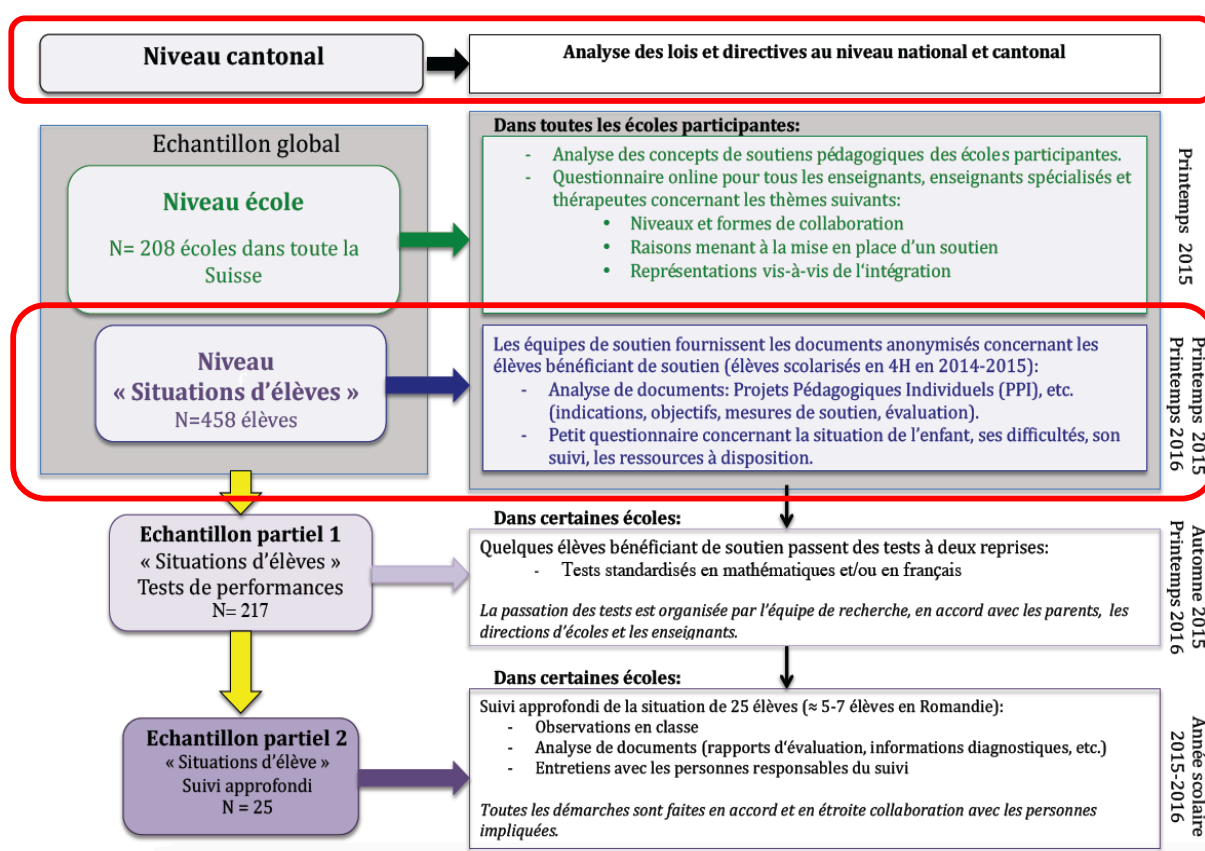 Niveau cantonal
Analyse des lois et directives au niveau national et cantonal
Echantillon global
Niveau école
N= 208 écoles dans toute la
Suisse
Dans toutes les écoles participantes:
- Analyse des concepts de soutiens pédagogiques des écoles participantes.
- Questionnaire online pour tous les enseignants, enseignants spécialisés et
thérapeutes concernant les thèmes suivants:
• Niveaux et formes de collaboration
• Raisons menant à la mise en place d'un soutien
• Représentations vis-à-vis de l'intégration
Printemps 2015
Niveau
« Situations d'élèves »
N=458 élèves
Les équipes de soutien fournissent les documents anonymisés concernant les
élèves bénéficiant de soutien (élèves scolarisés en 4H en 2014-2015):
- Analyse de documents: Projets Pédagogiques Individuels (PPI), etc.
(indications, objectifs, mesures de soutien, évaluation).
- Petit questionnaire concernant la situation de l'enfant, ses difficultés, son
suivi, les ressources à disposition.
Printemps 2015
Printemps 2016
Echantillon partiel 1
« Situations d'élèves »
Tests de performances
N= 217
Dans certaines écoles:
Quelques élèves bénéficiant de soutien passent des tests à deux reprises:
- Tests standardisés en mathématiques et/ou en français
La passation des tests est organisée par l'équipe de recherche, en accord avec les parents, les
directions d'écoles et les enseignants.
Automne 2015
Printemps 2016
Echantillon partiel 2
« Situations d'élève »
Suivi approfondi
N = 25
Dans certaines écoles:
Suivi approfondi de la situation de 25 élèves (≈ 5-7 élèves en Romandie):
- Observations en classe
- Analyse de documents (rapports d'évaluation, informations diagnostiques, etc.)
- Entretiens avec les personnes responsables du suivi
Toutes les démarches sont faites en accord et en étroite collaboration avec les personnes
impliquées.
Année scolaire
2015-2016